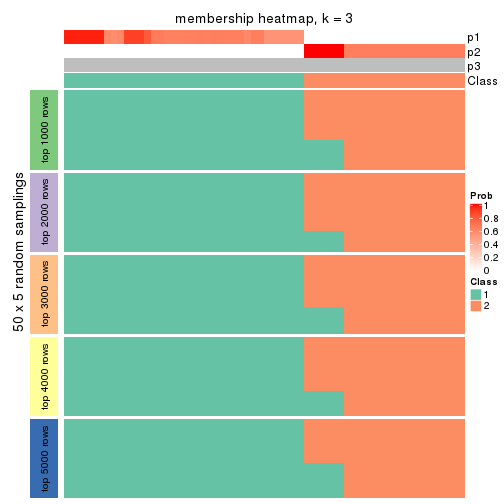 membership heatmap, k = 3
p1
p2
p3
Class
50 x 5 random samplings
top 1000 rows
top 2000 rows
top 3000 rows
top 4000 rows
top 5000 rows
Prob
1
0.8
0.6
0.4
0.2
0
Class
1
2